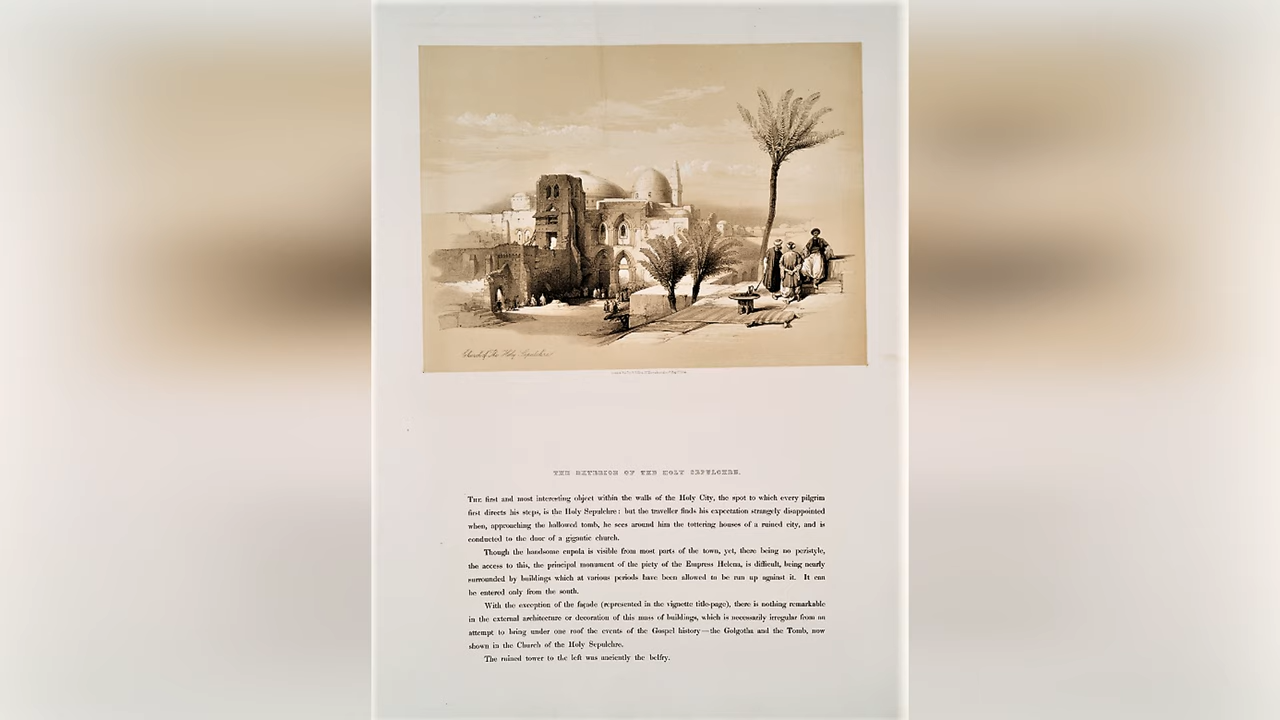 Church of the Holy Sepulchre
THE EXTERIOR OF THE HOLY SEPULCHRE.
THE first and most interesting object within the walls of the Holy City, the spot to which every pilgrim
first directs his steps, is the Holy Sepulchre: but the traveller finds his expectation strangely disappointed
when, approaching the hallowed tomb, he sees around him the tottering houses of a ruined city, and is
conducted to the door of a gigantic church.
Though the handsome cupola is visible from most parts of the town, yet, there being no peristyle,
the access to this, the principal monument of the piety of the Empress Helena, is difficult, being nearly
surrounded by buildings which at various periods have been allowed to be run up against it. It can
be entered only from the south.
With the exception of the façade (represented in the vignette title-page), there is nothing remarkable
in the external architecture or decoration of this mass of buildings, which is necessarily irregular from an
attempt to bring under one roof the events of the Gospel history—the Golgotha and the Tomb, now
shown in the Church of the Holy Sepulchre.
The ruined tower to the left was anciently the belfry.